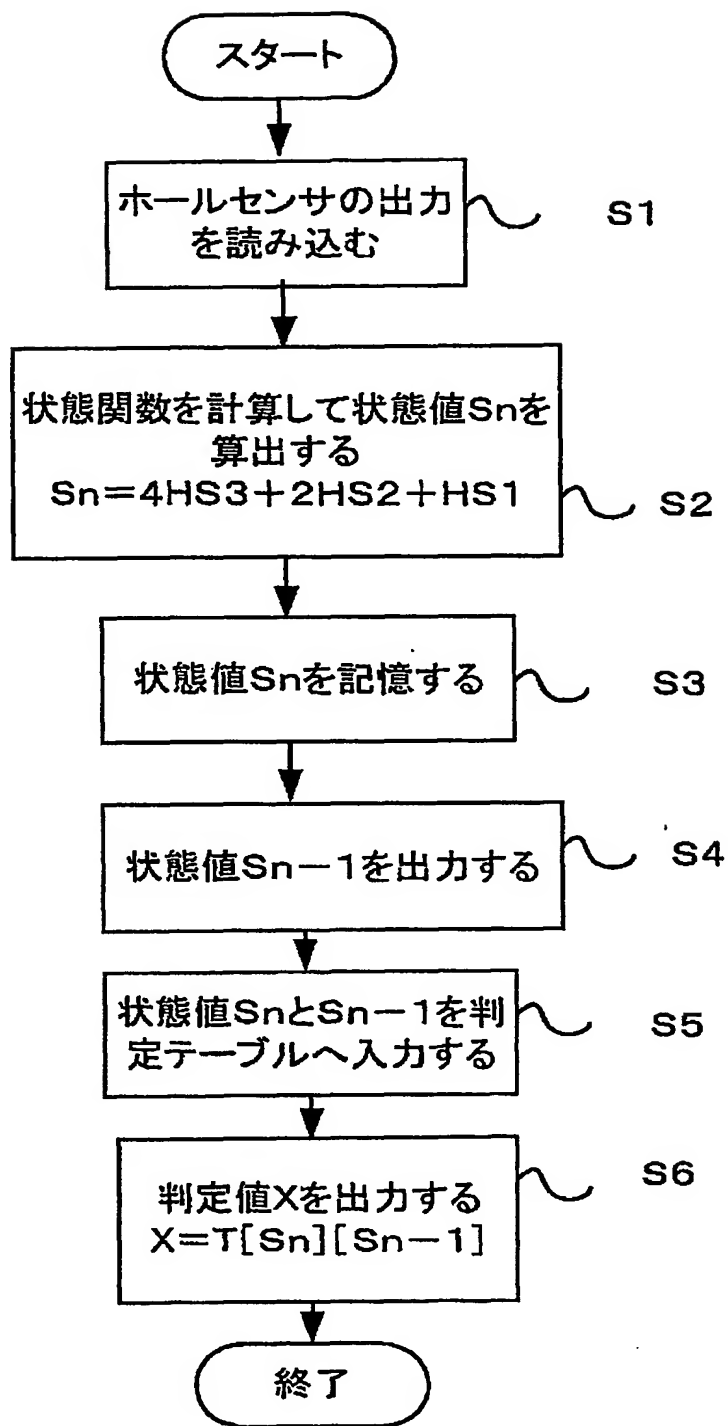 スタート
ホールセンサの出力
を読み込む
S1
状態関数を計算して状態値Snを
算出する
Sn=4HS3+2HS2+HS1
S2
状態値Snを記憶する
S3
状態値Sn-1を出力する
S4
状態値SnとSn-1を判
定テーブルへ入力する
S5
判定値Xを出力する
X=T[Sn][Sn-1]
S6
終了